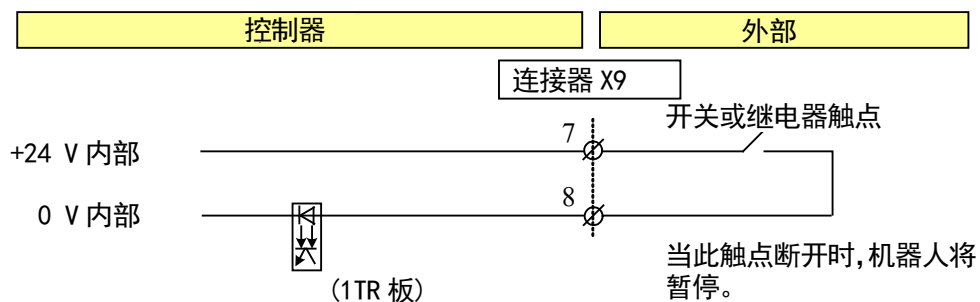 控制器
外部
连接器 X9
开关或继电器触点
7
+24 V 内部
8
0 V 内部
当此触点断开时,机器人将
暂停。
(1TR 板)